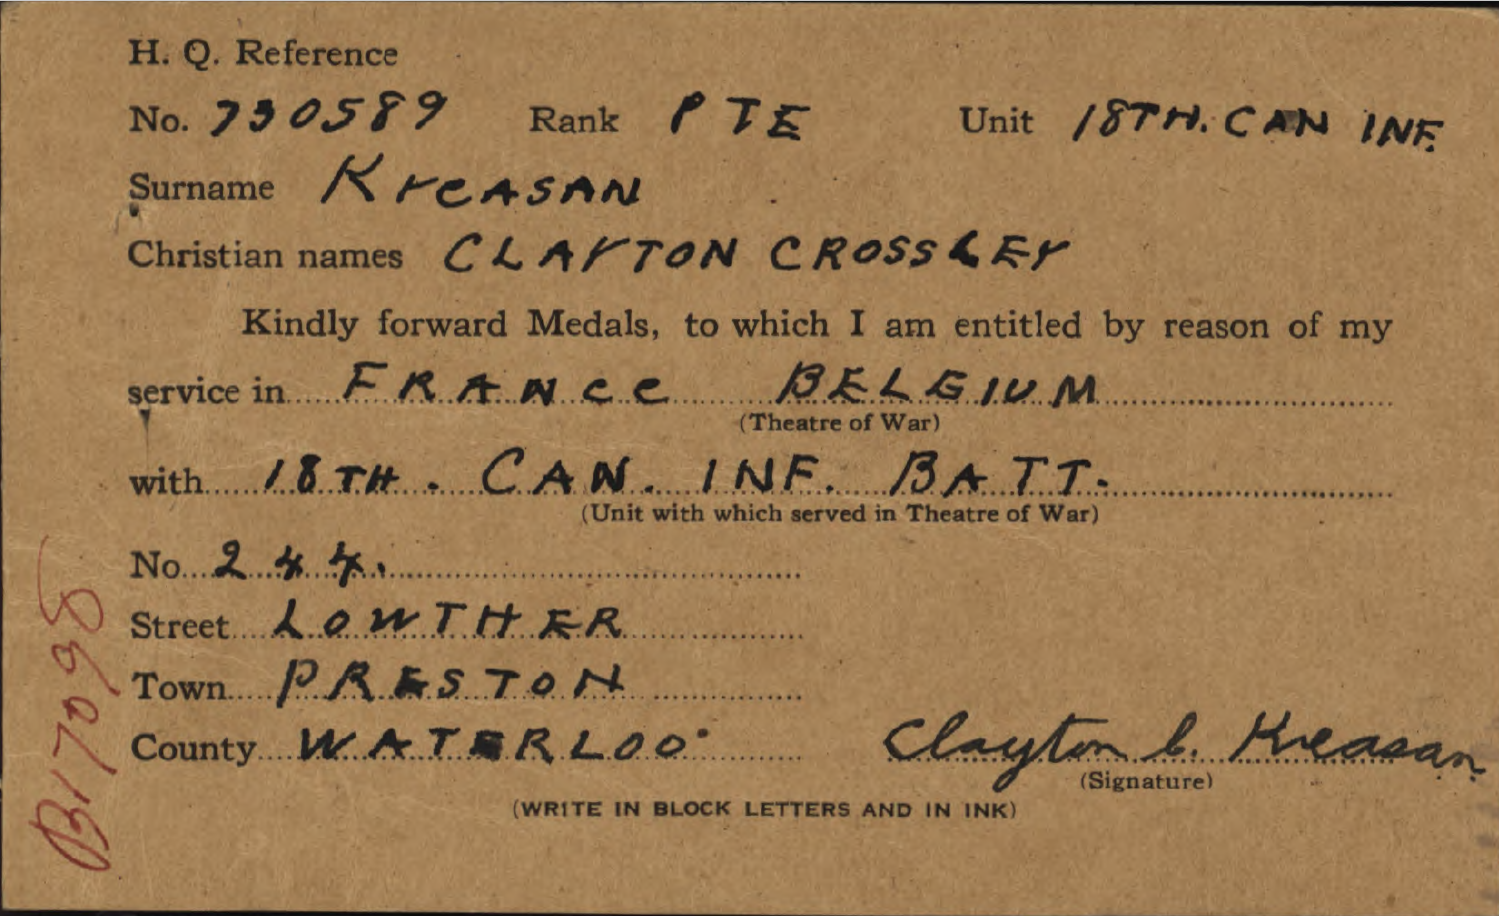 H. Q. Reference
No. 730589 Rank PTE Unit 18TH. CAN INF.
Surname KreASAN
Christian names CLAYTON CROSSLEY
Kindly forward Medals, to which I am entitled by reason of my
service in FRANce BELGIUM
(Theatre of War)
with 18TH. CAN. INF. BATT.
(Unit with which served in Theatre of War)
No. 244.
Street LOWTHER
Town PRESTON
County WATERLOO
Clayton C. Kreasan
(Signature)
(WRITE IN BLOCK LETTERS AND IN INK)
B17098